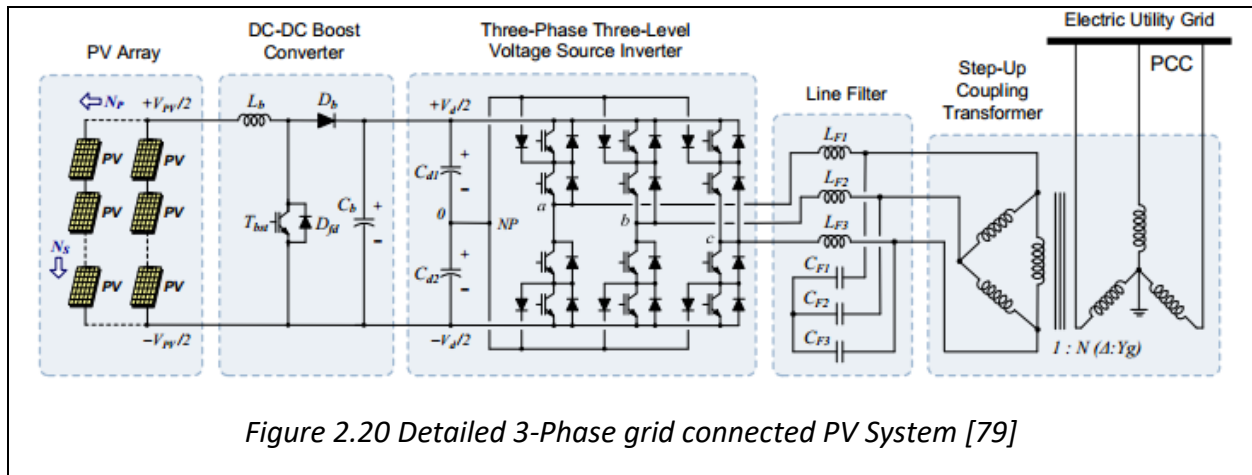 PV Array
DC-DC Boost
Converter
Three-Phase Three-Level
Voltage Source Inverter
Line Filter
Step-Up
Coupling
Transformer
Electric Utility Grid
PCC
N_P
+V_PV/2
PV
PV
PV
PV
N_S
PV
PV
−V_PV/2
L_b
D_b
T_bst
D_fd
C_b
+
−
+V_d/2
C_d1
+
−
0
NP
C_d2
+
−
−V_d/2
a
b
c
L_F1
L_F2
L_F3
C_F1
C_F2
C_F3
1 : N (Δ:Yg)
Figure 2.20 Detailed 3-Phase grid connected PV System [79]